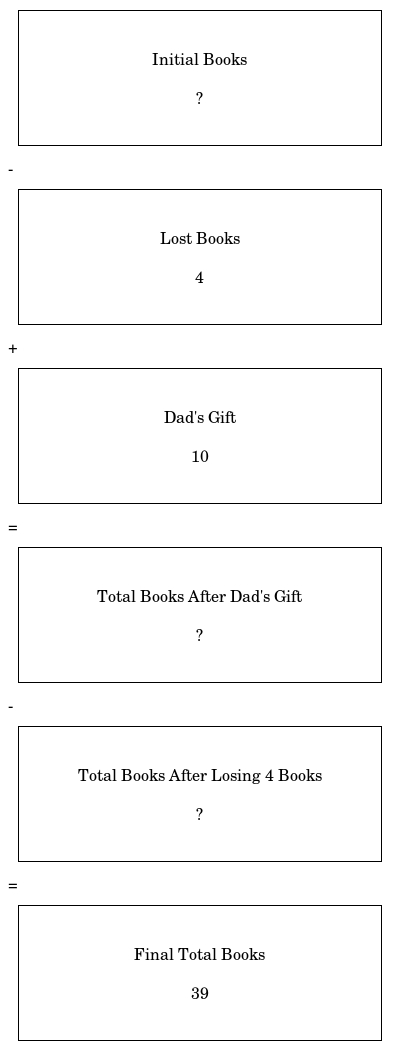 Initial Books
?
-
Lost Books
4
+
Dad's Gift
10
=
Total Books After Dad's Gift
?
-
Total Books After Losing 4 Books
?
=
Final Total Books
39